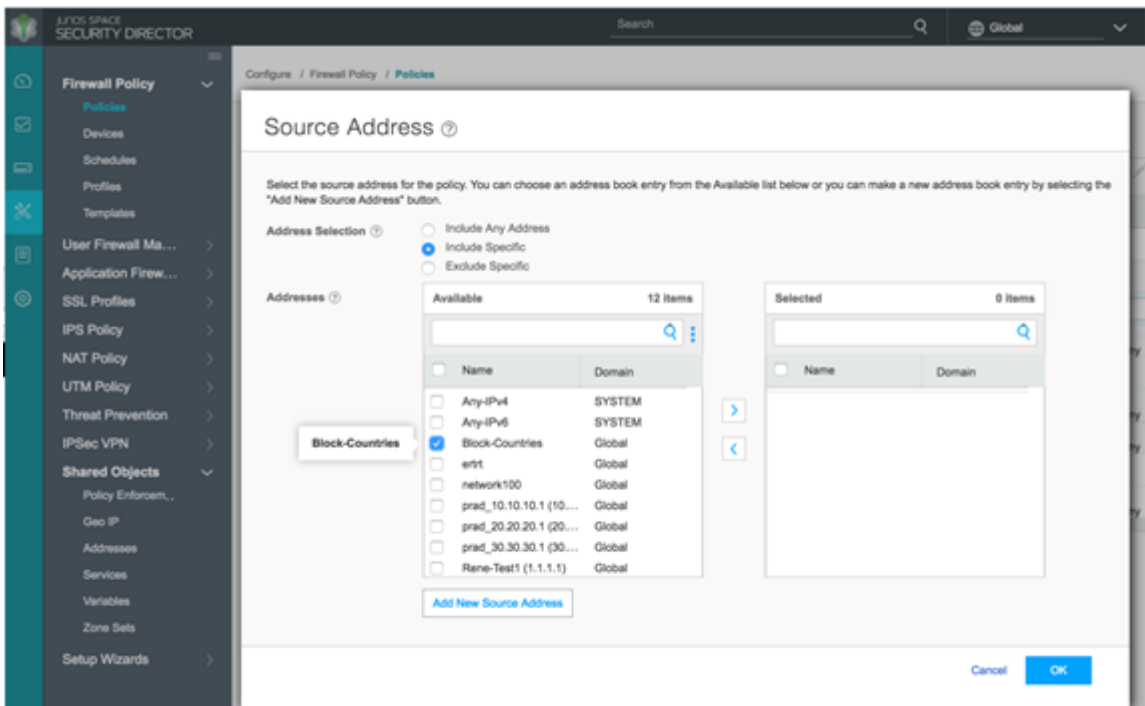 JUNOS SPACE
SECURITY DIRECTOR
Search
Global
Configure / Firewall Policy / Policies
Firewall Policy
Policies
Devices
Schedules
Profiles
Templates
User Firewall Ma...
Application Firew...
SSL Profiles
IPS Policy
NAT Policy
UTM Policy
Threat Prevention
IPSec VPN
Shared Objects
Policy Enforcem...
Geo IP
Addresses
Services
Variables
Zone Sets
Setup Wizards
Source Address ?
Select the source address for the policy. You can choose an address book entry from the Available list below or you can make a new address book entry by selecting the
"Add New Source Address" button.
Address Selection ?
Include Any Address
Include Specific
Exclude Specific
Addresses ?
Available 12 items
Name Domain
Any-IPv4 SYSTEM
Any-IPv6 SYSTEM
Block-Countries
Block-Countries Global
ertrt Global
network100 Global
prad_10.10.10.1 (10.... Global
prad_20.20.20.1 (20.... Global
prad_30.30.30.1 (30.... Global
Rene-Test1 (1.1.1.1) Global
Selected 0 items
Name Domain
Add New Source Address
Cancel OK